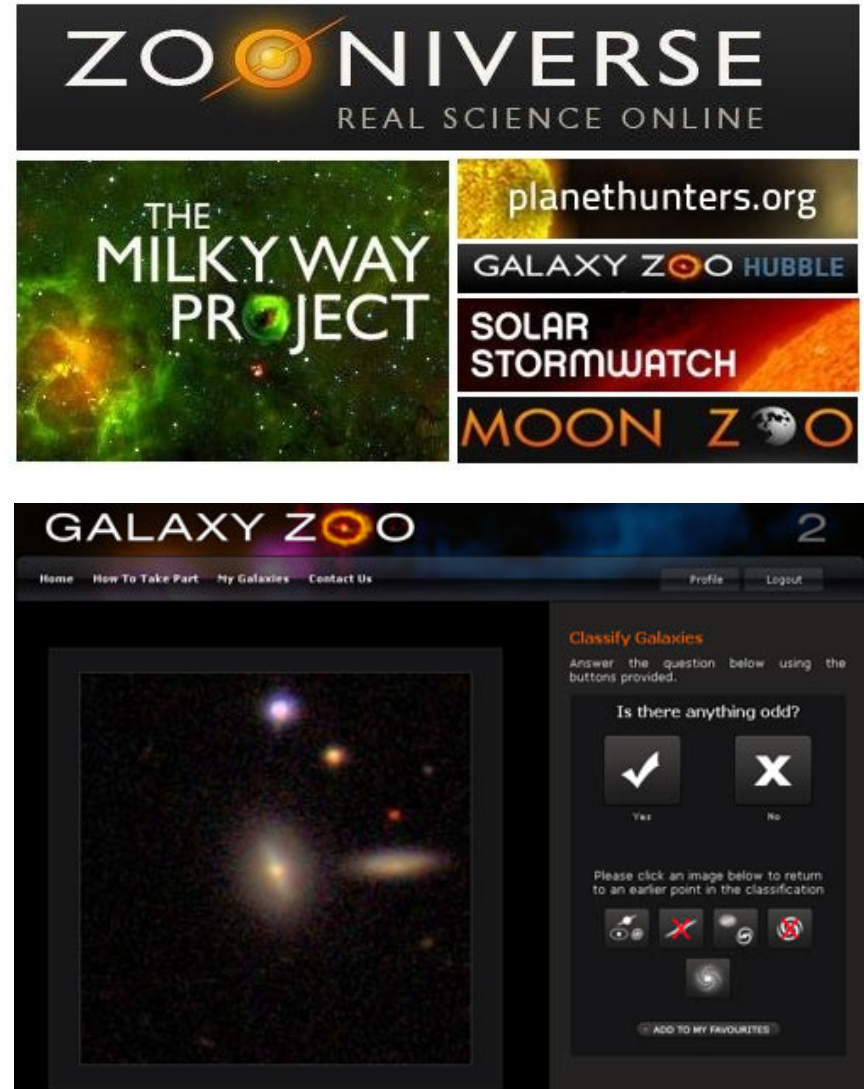 ZOONIVERSE
REAL SCIENCE ONLINE
THE
MILKY WAY
PROJECT
planethunters.org
GALAXY ZOO HUBBLE
SOLAR
STORMWATCH
MOON ZOO
GALAXY ZOO 2
Home How To Take Part My Galaxies Contact Us Profile Logout
Classify Galaxies
Answer the question below using the
buttons provided.
Is there anything odd?
Yes No
Please click an image below to return
to an earlier point in the classification
ADD TO MY FAVOURITES